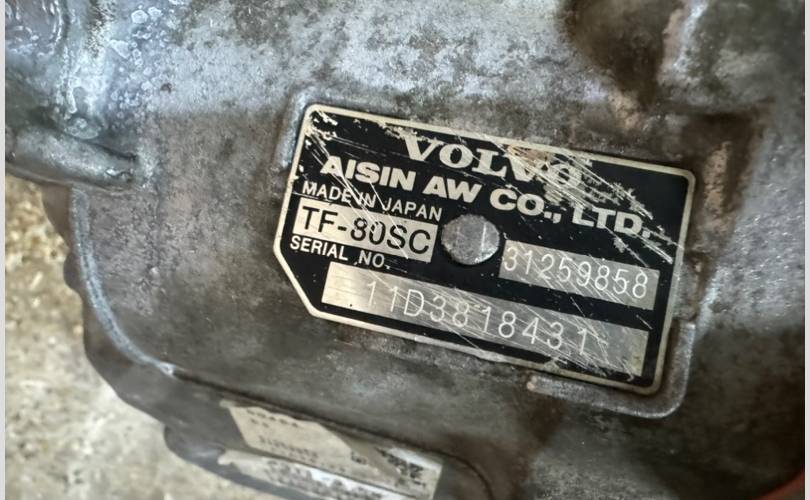 VOLVO
AISIN AW CO., LTD.
MADE IN JAPAN
TF-80SC
31259858
SERIAL NO.
11D3818431